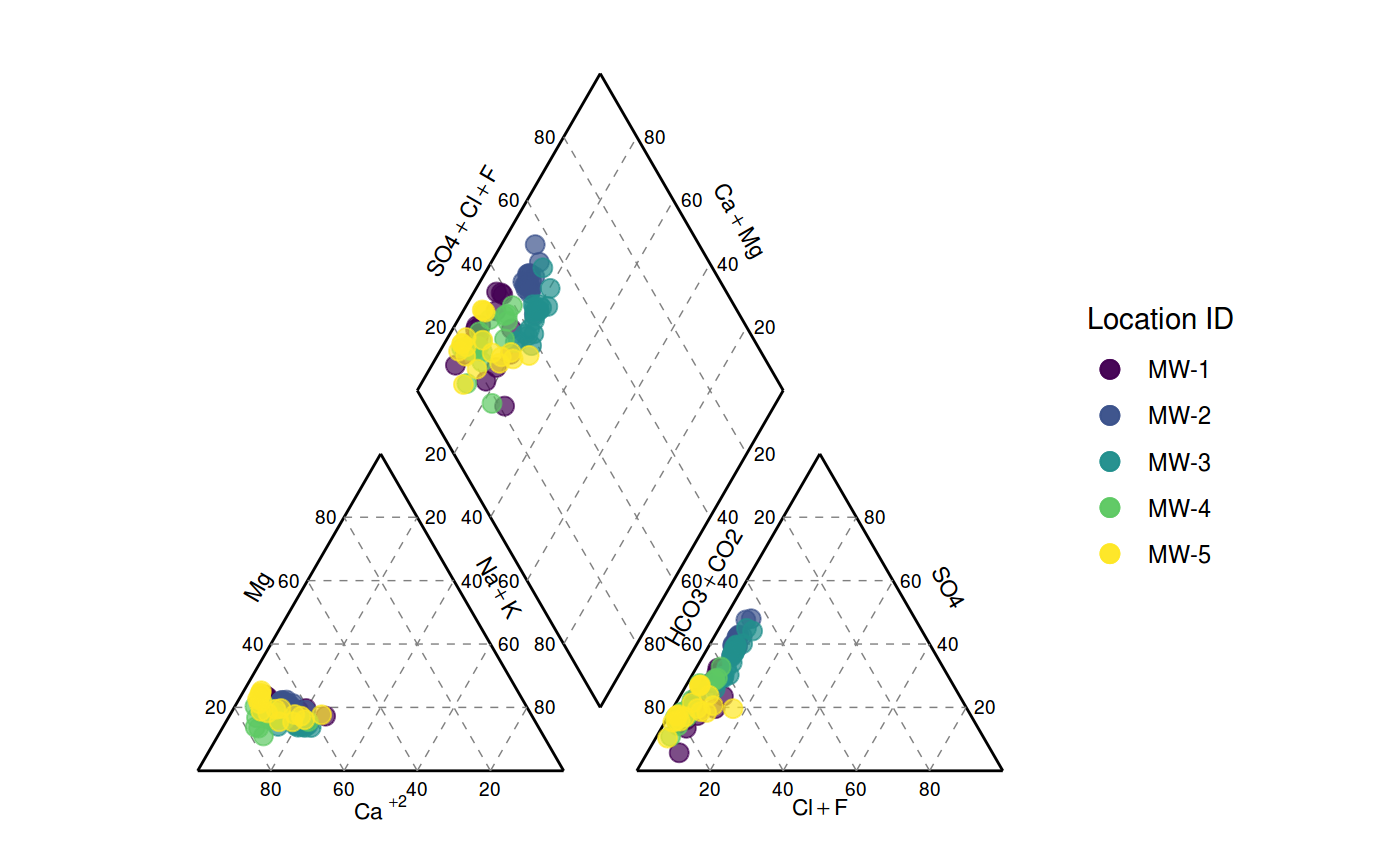 80 80
SO4+Cl+F
Ca+Mg
60 60
40 40
20 20
Location ID
MW-1
MW-2
MW-3
MW-4
MW-5
20 20
80 20 40 40 20 80
Mg
Na+K
HCO3+CO2
SO4
60 40 60 60 40 60
40 60 80 80 60 40
20 80 80 20
80 60 40 20 20 40 60 80
Ca +2
Cl+F